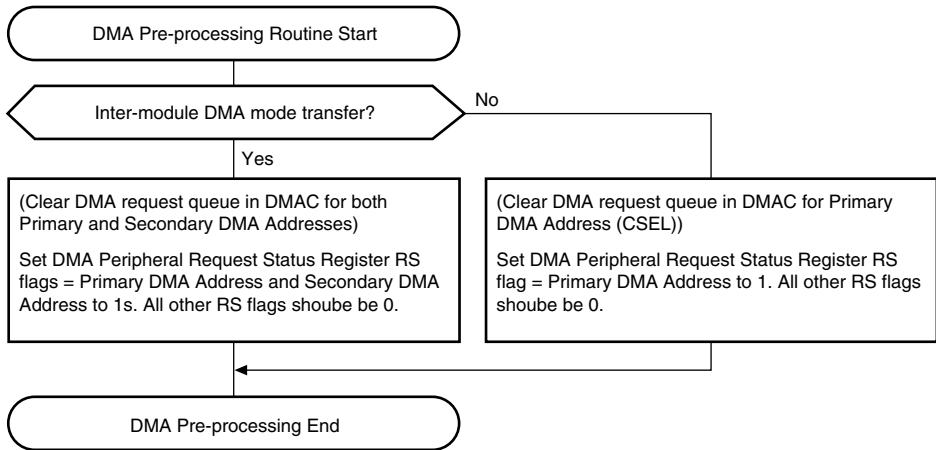 DMA Pre-processing Routine Start
Inter-module DMA mode transfer?
No
Yes
(Clear DMA request queue in DMAC for both
Primary and Secondary DMA Addresses)
Set DMA Peripheral Request Status Register RS
flags = Primary DMA Address and Secondary DMA
Address to 1s. All other RS flags shoube be 0.
(Clear DMA request queue in DMAC for Primary
DMA Address (CSEL))
Set DMA Peripheral Request Status Register RS
flag = Primary DMA Address to 1. All other RS flags
shoube be 0.
DMA Pre-processing End